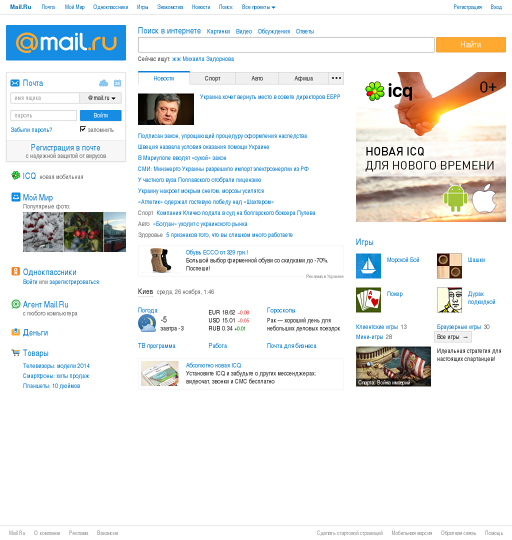 Mail.Ru Почта Мой Мир Одноклассники Игры Знакомства Новости Поиск Все проекты Регистрация Вход
@mail.ru
Поиск в интернете Картинки Видео Обсуждения Ответы
Найти
Сейчас ищут: жж Михаила Задорнова
Почта
имя ящика @mail.ru
пароль Войти
Забыли пароль? запомнить
Регистрация в почте
с надежной защитой от вирусов
ICQ новая мобильная
Мой Мир
Популярные фото:
Одноклассники
Войти или зарегистрироваться
Агент Mail.Ru
с любого компьютера
Деньги
Товары
Телевизоры: модели 2014
Смартфоны: хиты продаж
Планшеты: 10 дюймов
Новости Спорт Авто Афиша
Украина хочет вернуть место в совете директоров ЕБРР
Подписан закон, упрощающий процедуру оформления наследства
Швеция назвала условия оказания помощи Украине
В Мариуполе вводят «сухой» закон
СМИ: Минэнерго Украины разрешило импорт электроэнергии из РФ
У частного вуза Поплавского отобрали лицензию
Украину накроет мокрым снегом, морозы усилятся
«Атлетик» одержал гостевую победу над «Шахтером»
Спорт Компания Кличко подала в суд на болгарского боксера Пулева
Авто «Богдан» уходит с украинского рынка
Здоровье 5 признаков того, что вы слишком много работаете
Обувь ECCO от 329 грн.!
Большой выбор фирменной обуви со скидками до -70%.
Поспеши!
Реклама в Украине
Киев среда, 26 ноября, 1:46
Погода
-5
завтра -3
EUR 18.62 -0.08
USD 15.01 -0.05
RUB 0.34 +0.01
Гороскопы
Рак — хороший день для
небольших деловых поездок
ТВ программа Работа Почта для бизнеса
Абсолютно новая ICQ
Установите ICQ и забудьте о других мессенджерах:
видеочат, звонки и СМС бесплатно
icq 0+
НОВАЯ ICQ
ДЛЯ НОВОГО ВРЕМЕНИ
Игры
Морской Бой Шашки
Покер Дурак
подкидной
Клиентские игры 13 Браузерные игры 30
Мини-игры 28 Все игры →
Спарта: Война империй
Идеальная стратегия для
настоящих спартанцев!
Mail.Ru О компании Реклама Вакансии Сделать стартовой страницей Мобильная версия Обратная связь Помощь